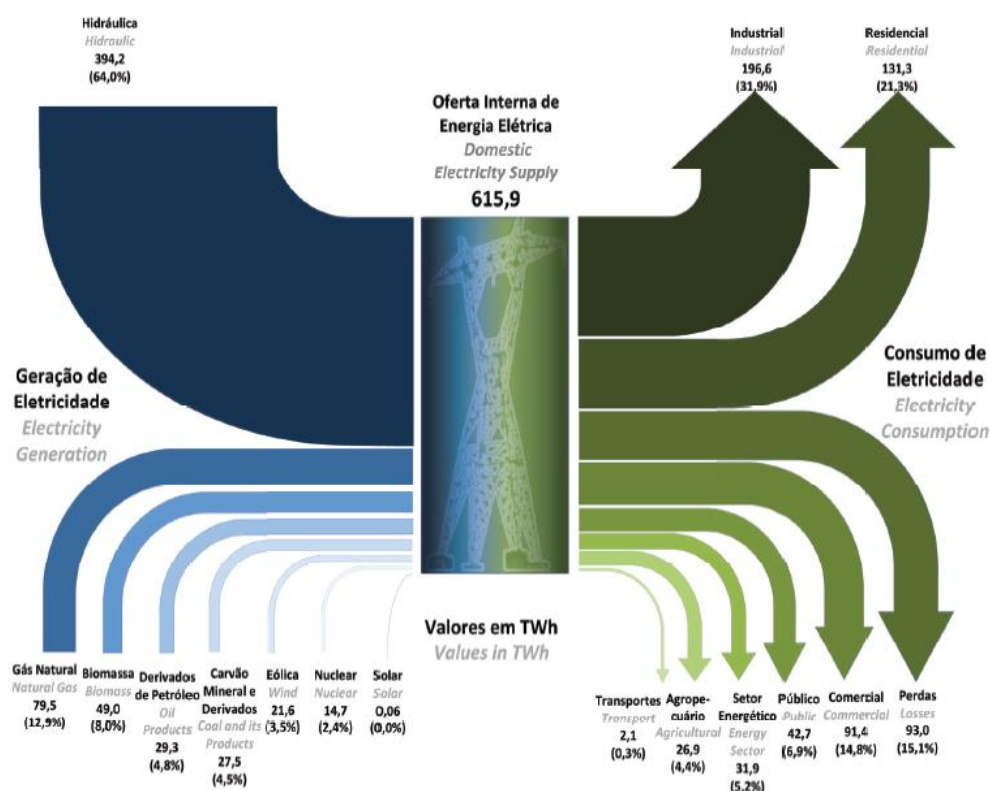 Hidráulica
Hidraulic
394,2
(64,0%)
Oferta Interna de
Energia Elétrica
Domestic
Electricity Supply
615,9
Industrial
Industrial
196,6
(31,9%)
Residencial
Residential
131,3
(21,3%)
Geração de
Eletricidade
Electricity
Generation
Consumo de
Eletricidade
Electricity
Consumption
Valores em TWh
Values in TWh
Gás Natural
Natural Gas
79,5
(12,9%)
Biomassa
Biomass
49,0
(8,0%)
Derivados
de Petróleo
Oil
Products
29,3
(4,8%)
Carvão
Mineral e
Derivados
Coal and its
Products
27,5
(4,5%)
Eólica
Wind
21,6
(3,5%)
Nuclear
Nuclear
14,7
(2,4%)
Solar
Solar
0,06
(0,0%)
Transportes
Transport
2,1
(0,3%)
Agrope-
cuário
Agricultural
26,9
(4,4%)
Setor
Energético
Energy
Sector
31,9
(5,2%)
Público
Public
42,7
(6,9%)
Comercial
Commercial
91,4
(14,8%)
Perdas
Losses
93,0
(15,1%)